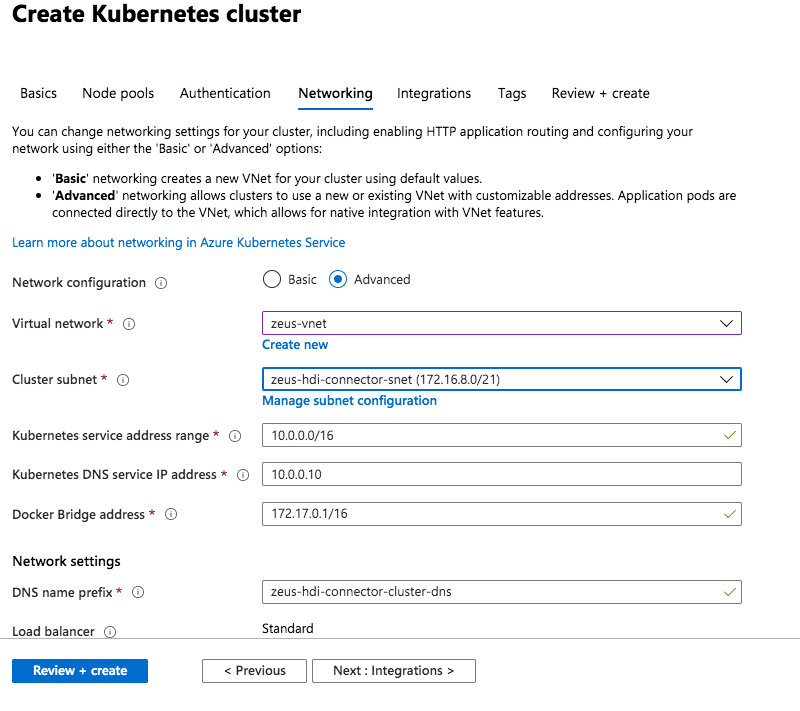 Create Kubernetes cluster
Basics Node pools Authentication Networking Integrations Tags Review + create
You can change networking settings for your cluster, including enabling HTTP application routing and configuring your
network using either the 'Basic' or 'Advanced' options:
• 'Basic' networking creates a new VNet for your cluster using default values.
• 'Advanced' networking allows clusters to use a new or existing VNet with customizable addresses. Application pods are
connected directly to the VNet, which allows for native integration with VNet features.
Learn more about networking in Azure Kubernetes Service
Network configuration Basic Advanced
Virtual network * zeus-vnet
Create new
Cluster subnet * zeus-hdi-connector-snet (172.16.8.0/21)
Manage subnet configuration
Kubernetes service address range * 10.0.0.0/16
Kubernetes DNS service IP address * 10.0.0.10
Docker Bridge address * 172.17.0.1/16
Network settings
DNS name prefix * zeus-hdi-connector-cluster-dns
Load balancer Standard
Review + create < Previous Next : Integrations >